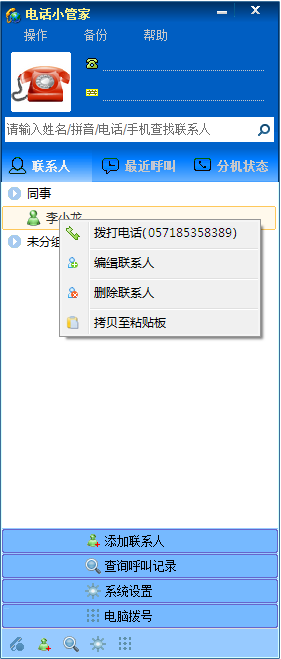 电话小管家
操作 备份 帮助
请输入姓名/拼音/电话/手机查找联系人
联系人 最近呼叫 分机状态
同事
李小龙
未分组
拨打电话(057185358389)
编辑联系人
删除联系人
拷贝至粘贴板
添加联系人
查询呼叫记录
系统设置
电脑拨号